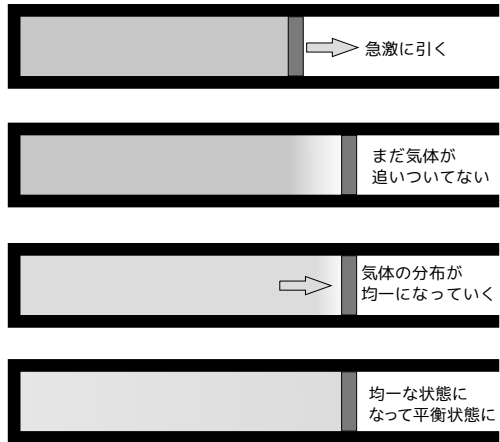 急激に引く
まだ気体が
追いついてない
気体の分布が
均一になっていく
均一な状態に
なって平衡状態に